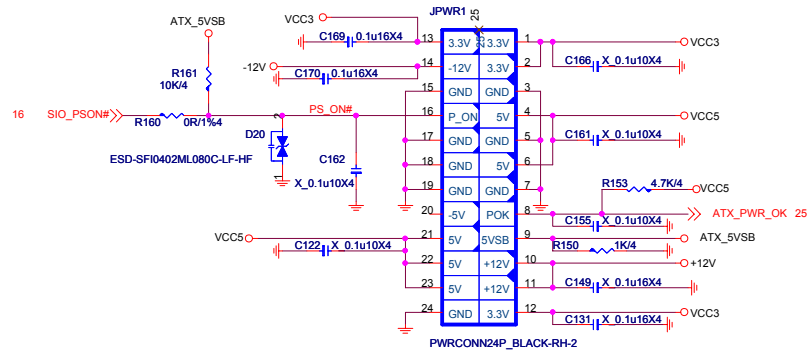 JPWR1
25
25
ATX_5VSB
R161
10K/4
16 SIO_PSON#
R160 0R/1%4
PS_ON#
D20
2
1
ESD-SFI0402ML080C-LF-HF
C162
X_0.1u10X4
VCC3
C169 0.1u16X4
-12V
C170 0.1u16X4
VCC5
C122 X_0.1u10X4
13 3.3V 3.3V 1
14 -12V 3.3V 2
15 GND GND 3
16 P_ON 5V 4
17 GND GND 5
18 GND 5V 6
19 GND GND 7
20 -5V POK 8
21 5V 5VSB 9
22 5V +12V 10
23 5V +12V 11
24 GND 3.3V 12
VCC3
C166 X_0.1u10X4
VCC5
C161 X_0.1u10X4
R153 4.7K/4
VCC5
ATX_PWR_OK 25
C155 X_0.1u10X4
ATX_5VSB
R150 1K/4
+12V
C149 X_0.1u16X4
VCC3
C131 X_0.1u16X4
PWRCONN24P_BLACK-RH-2